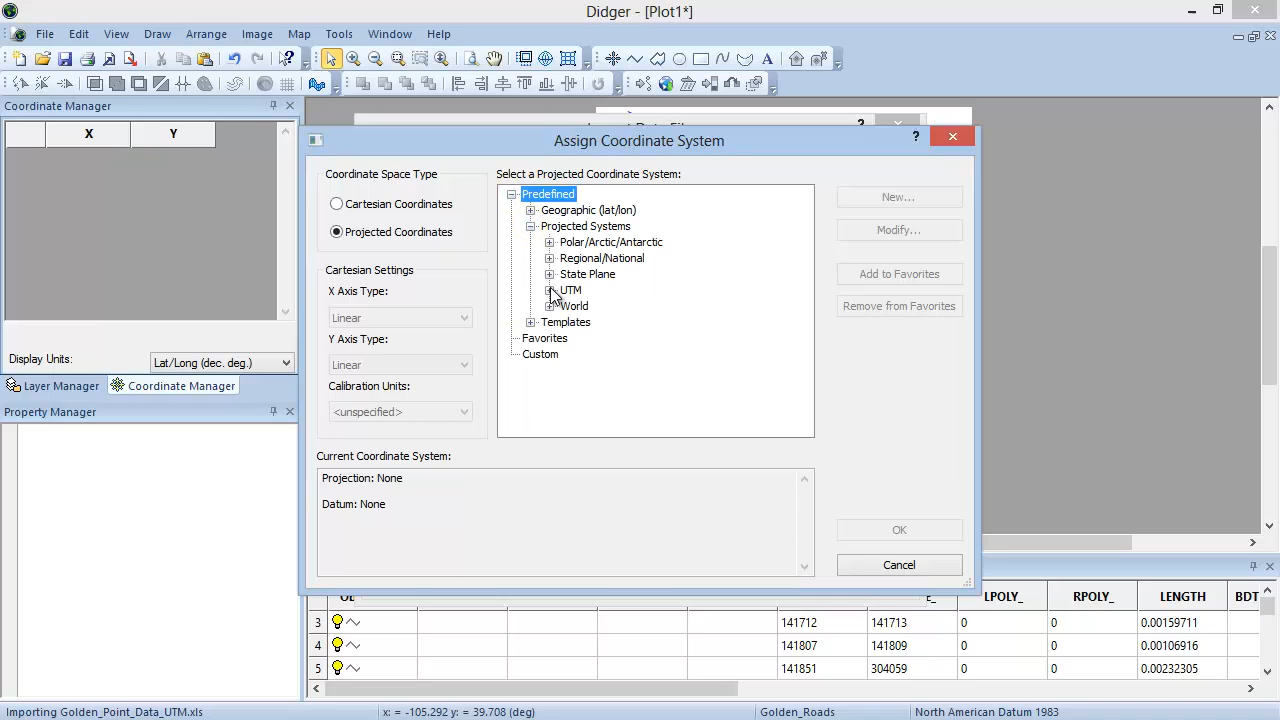 Didger - [Plot1*]
File Edit View Draw Arrange Image Map Tools Window Help
Coordinate Manager
X Y
Display Units: Lat/Long (dec. deg.)
Layer Manager Coordinate Manager
Property Manager
Assign Coordinate System
Coordinate Space Type
Cartesian Coordinates
Projected Coordinates
Cartesian Settings
X Axis Type:
Linear
Y Axis Type:
Linear
Calibration Units:
<unspecified>
Select a Projected Coordinate System:
Predefined
Geographic (lat/lon)
Projected Systems
Polar/Arctic/Antarctic
Regional/National
State Plane
UTM
World
Templates
Favorites
Custom
New...
Modify...
Add to Favorites
Remove from Favorites
Current Coordinate System:
Projection: None
Datum: None
OK
Cancel
LPOLY_ RPOLY_ LENGTH BDT
3 141712 141713 0 0 0.00159711
4 141807 141809 0 0 0.00106916
5 141851 304059 0 0 0.00232305
Importing Golden_Point_Data_UTM.xls x: = -105.292 y: = 39.708 (deg) Golden_Roads North American Datum 1983